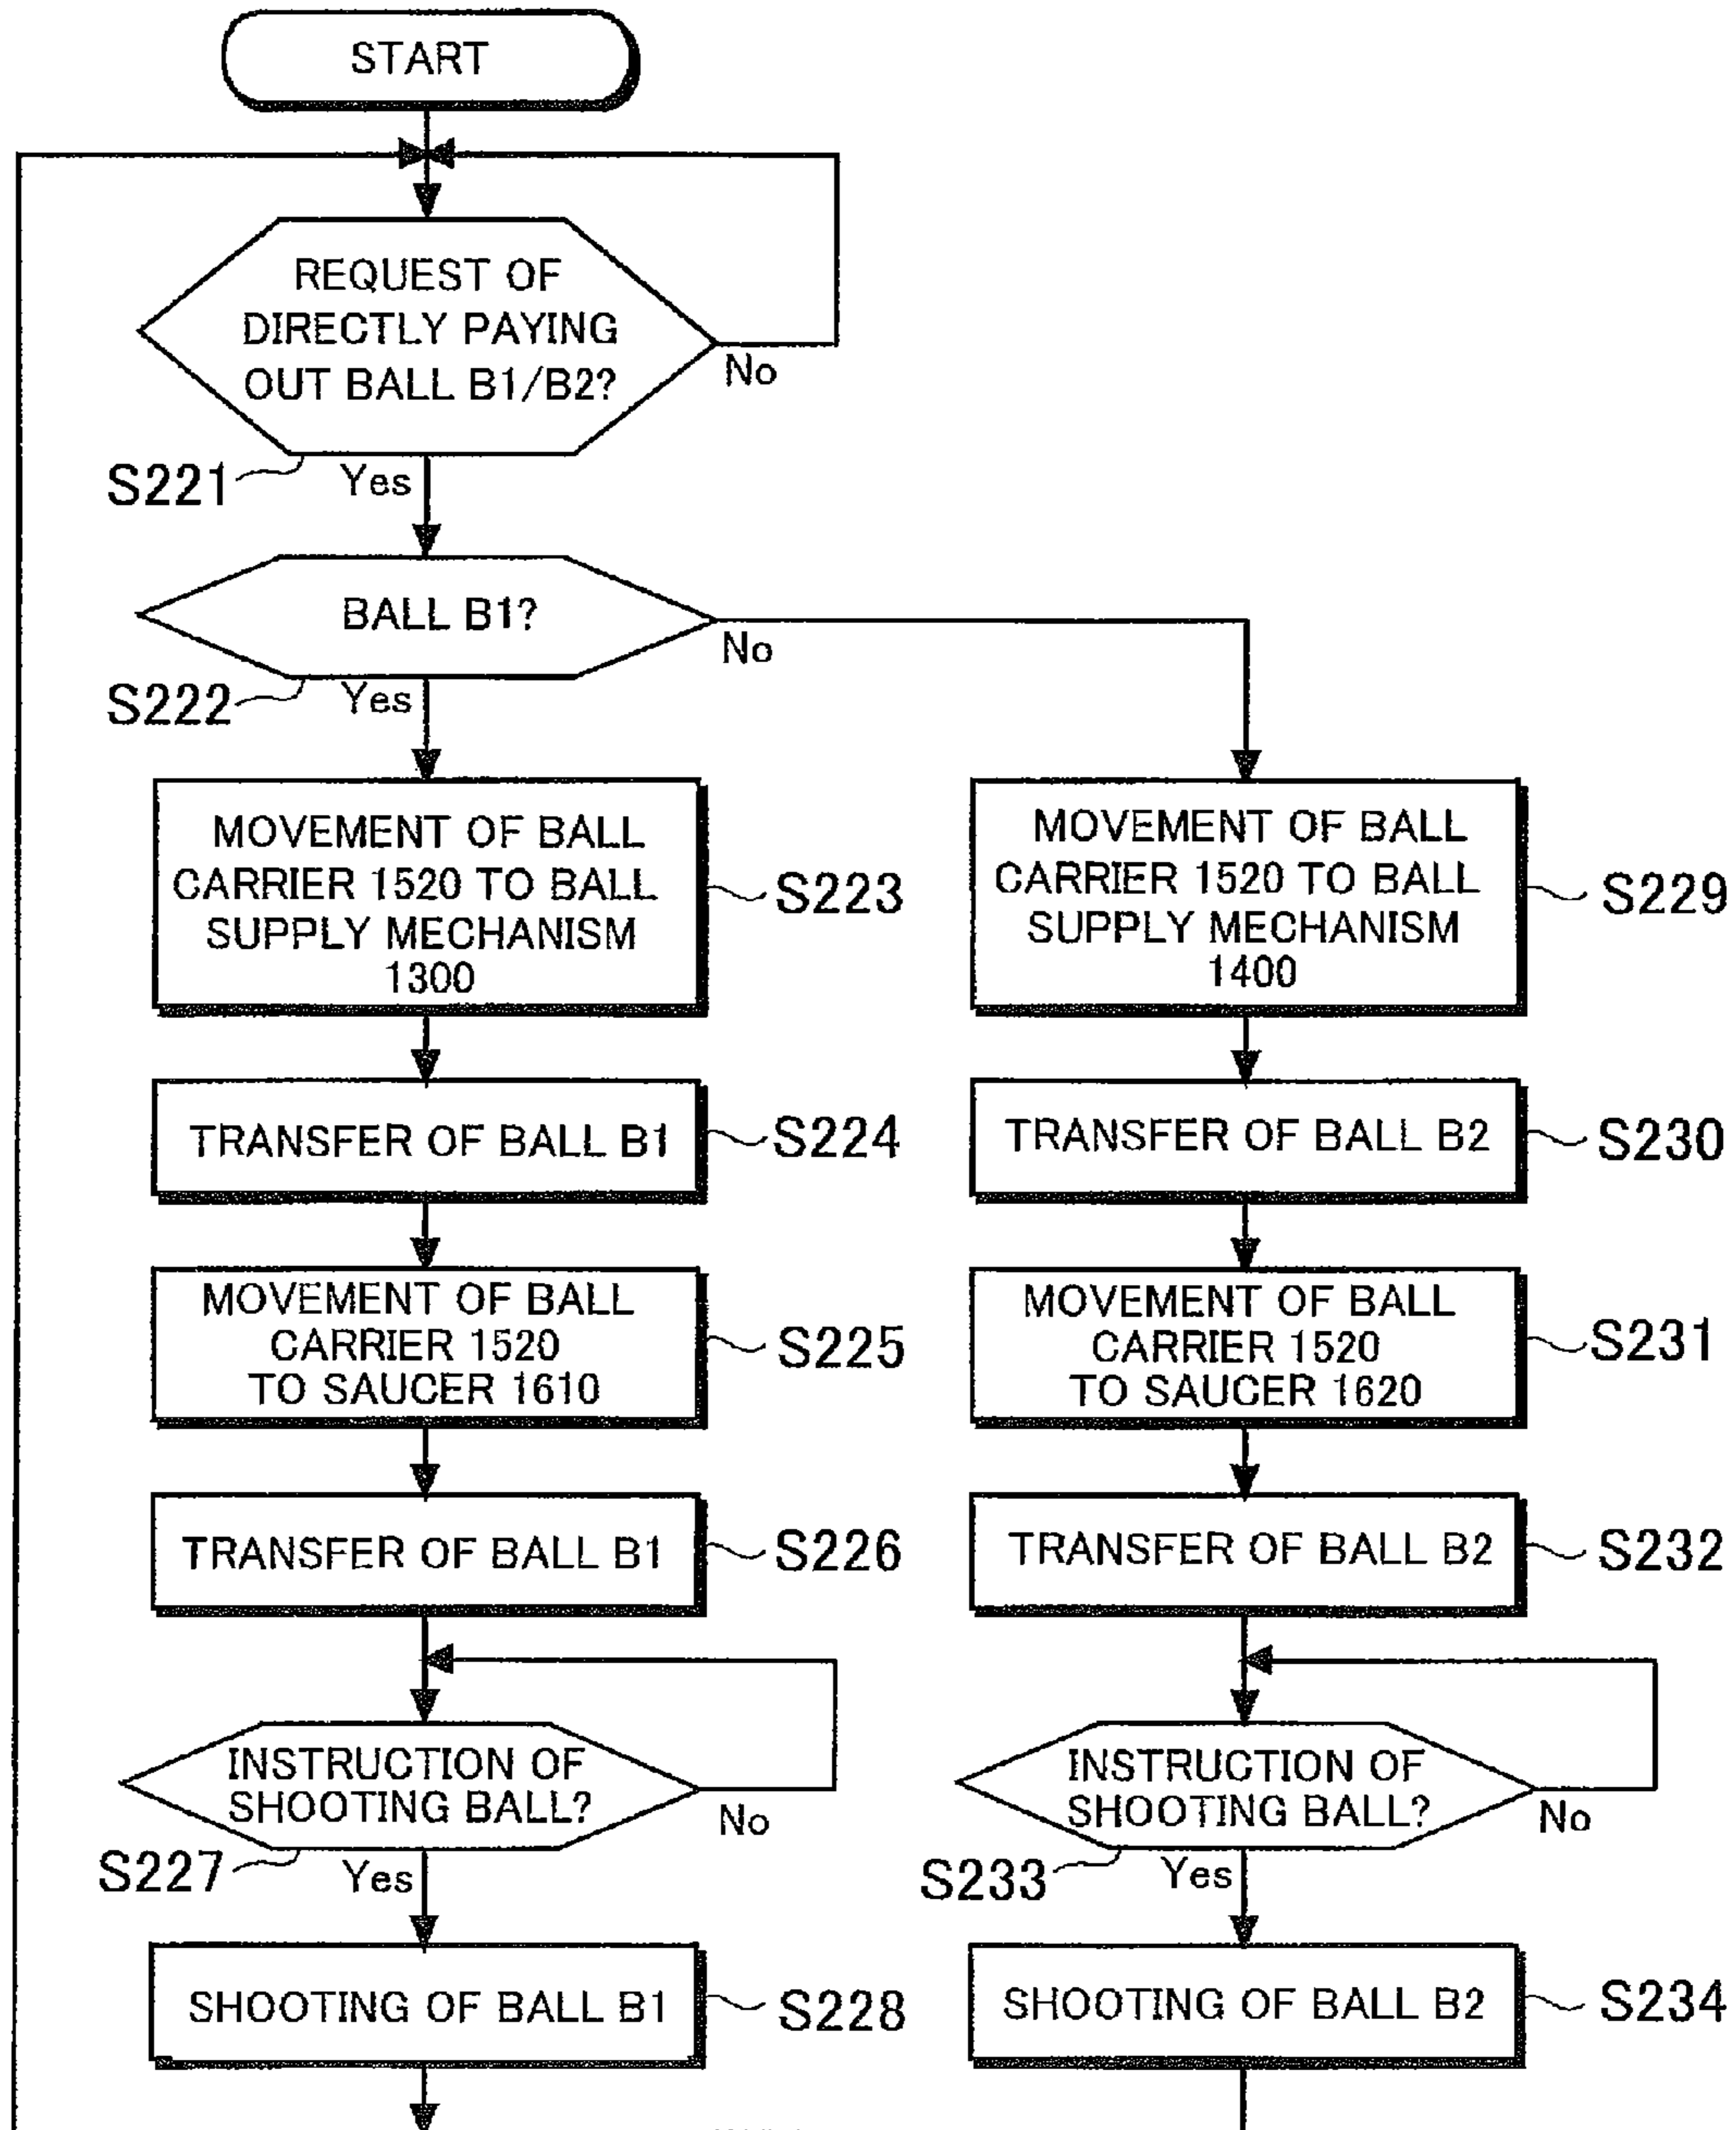 START
REQUEST OF
DIRECTLY PAYING
OUT BALL B1/B2?
No
S221
Yes
BALL B1?
No
S222
Yes
MOVEMENT OF BALL
CARRIER 1520 TO BALL
SUPPLY MECHANISM
1300
S223
MOVEMENT OF BALL
CARRIER 1520 TO BALL
SUPPLY MECHANISM
1400
S229
TRANSFER OF BALL B1
S224
TRANSFER OF BALL B2
S230
MOVEMENT OF BALL
CARRIER 1520
TO SAUCER 1610
S225
MOVEMENT OF BALL
CARRIER 1520
TO SAUCER 1620
S231
TRANSFER OF BALL B1
S226
TRANSFER OF BALL B2
S232
INSTRUCTION OF
SHOOTING BALL?
No
S227
Yes
INSTRUCTION OF
SHOOTING BALL?
No
S233
Yes
SHOOTING OF BALL B1
S228
SHOOTING OF BALL B2
S234